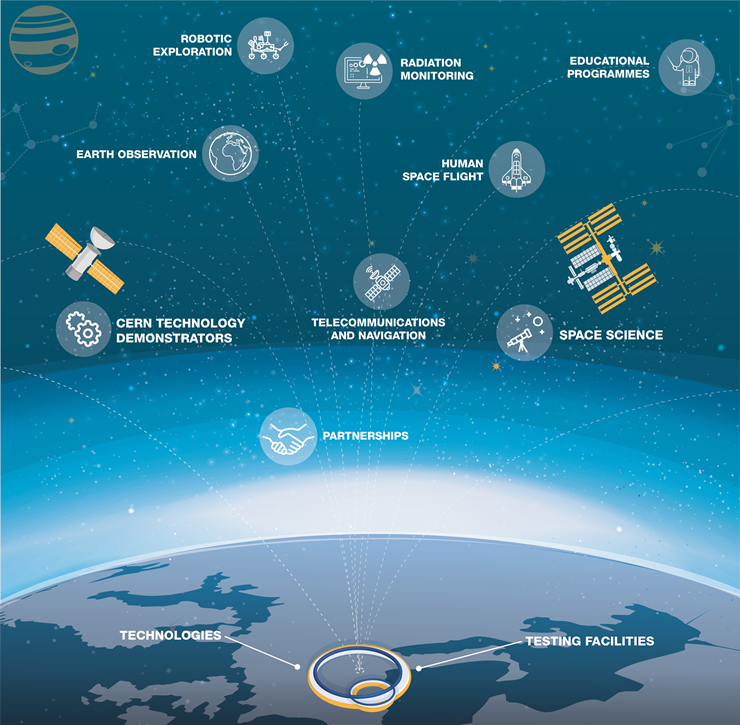 ROBOTIC
EXPLORATION
RADIATION
MONITORING
EDUCATIONAL
PROGRAMMES
EARTH OBSERVATION
HUMAN
SPACE FLIGHT
CERN TECHNOLOGY
DEMONSTRATORS
TELECOMMUNICATIONS
AND NAVIGATION
SPACE SCIENCE
PARTNERSHIPS
TECHNOLOGIES
TESTING FACILITIES